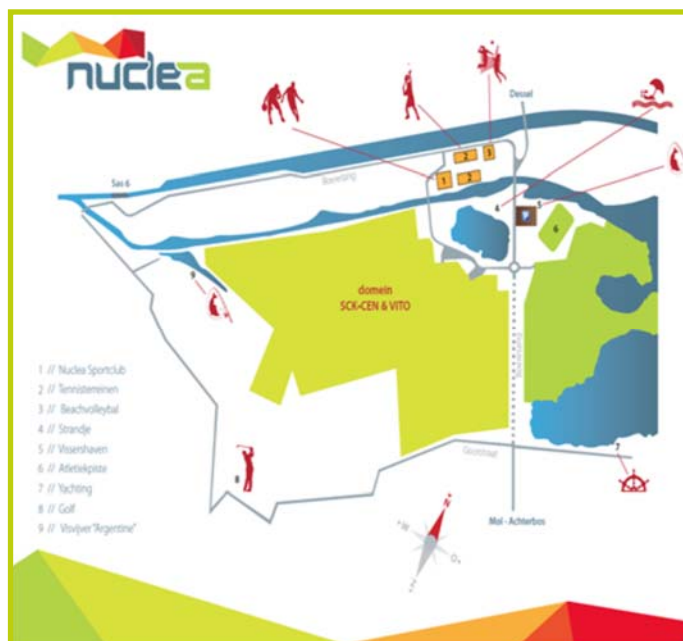 nuclea
Dessel
Sas 6
Boeretang
2
3
1
2
4
5
P
6
domein
SCK•CEN & VITO
9
1 // Nuclea Sportclub
2 // Tennisterreinen
3 // Beachvolleybal
4 // Strandje
5 // Vissershaven
6 // Atletiekpiste
7 // Yachting
8 // Golf
9 // Visvijver "Argentine"
8
7
N
W
O
Z
Mol - Achterbos